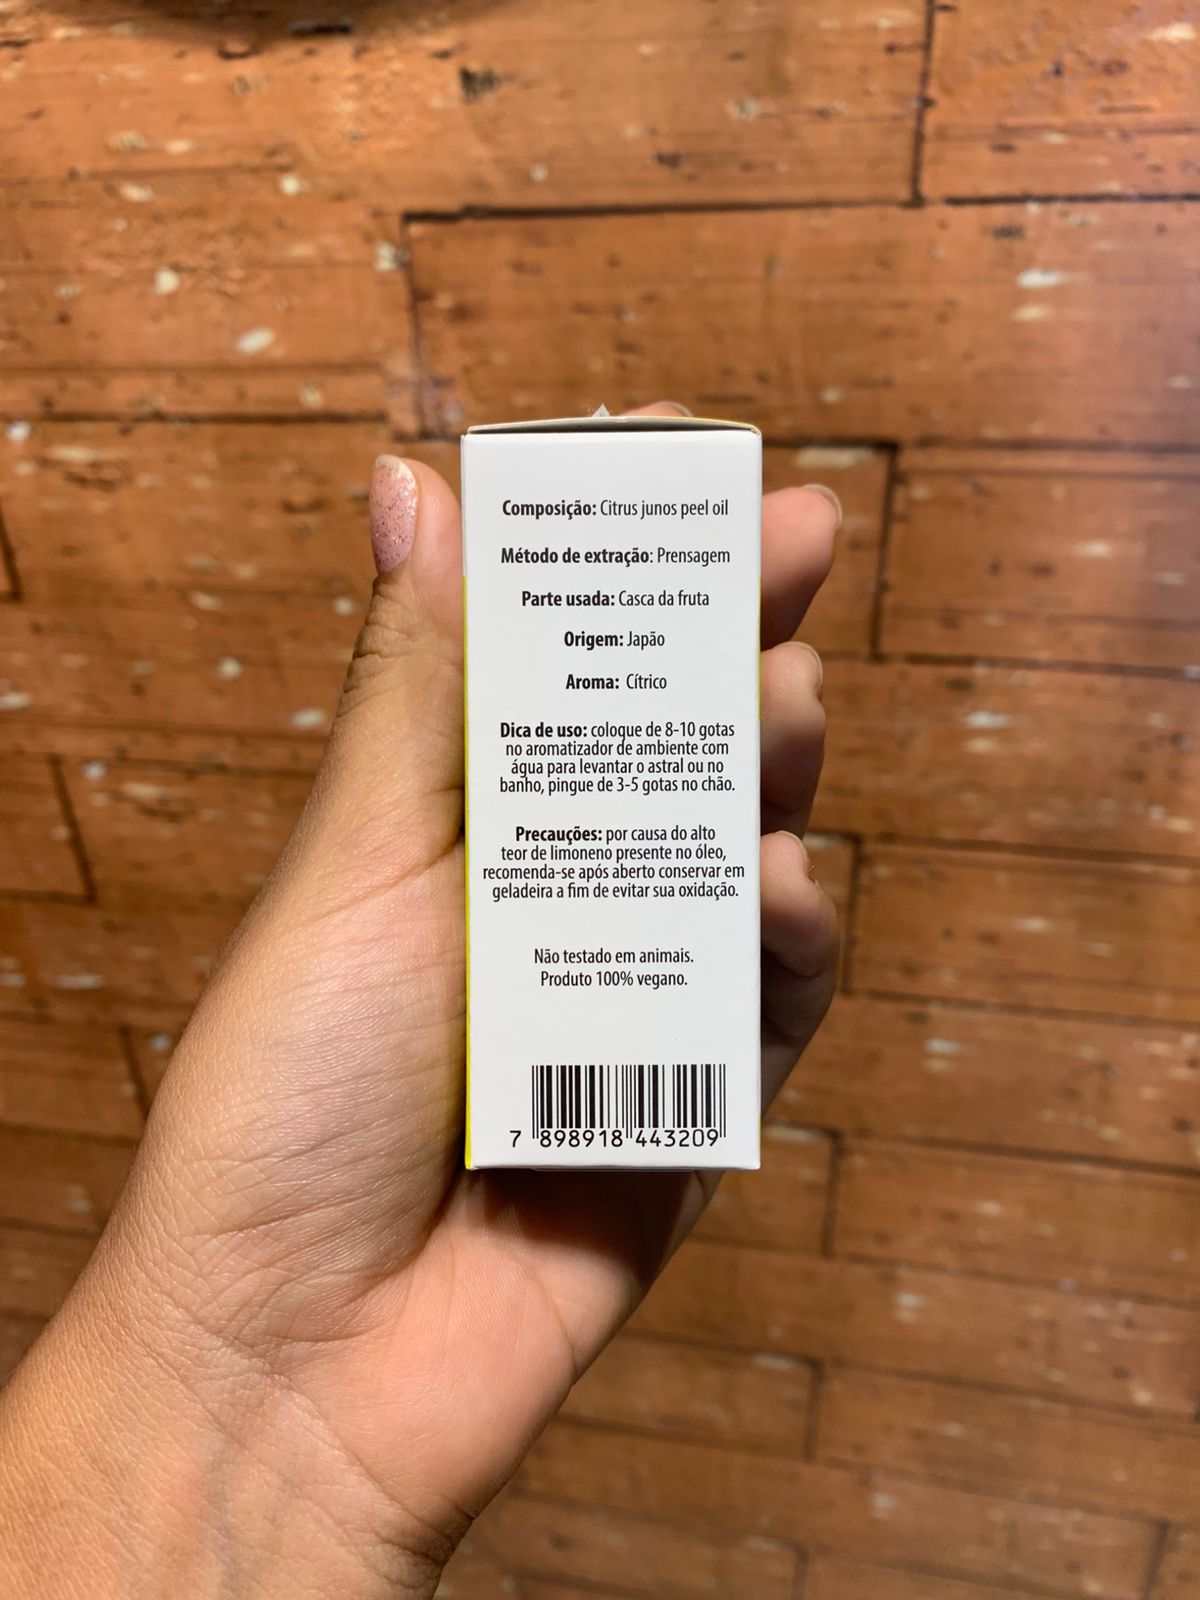 Composição: Citrus junos peel oil
Método de extração: Prensagem
Parte usada: Casca da fruta
Origem: Japão
Aroma: Cítrico
Dica de uso: coloque de 8-10 gotas
no aromatizador de ambiente com
água para levantar o astral ou no
banho, pingue de 3-5 gotas no chão.
Precauções: por causa do alto
teor de limoneno presente no óleo,
recomenda-se após aberto conservar em
geladeira a fim de evitar sua oxidação.
Não testado em animais.
Produto 100% vegano.
7 898918 443209